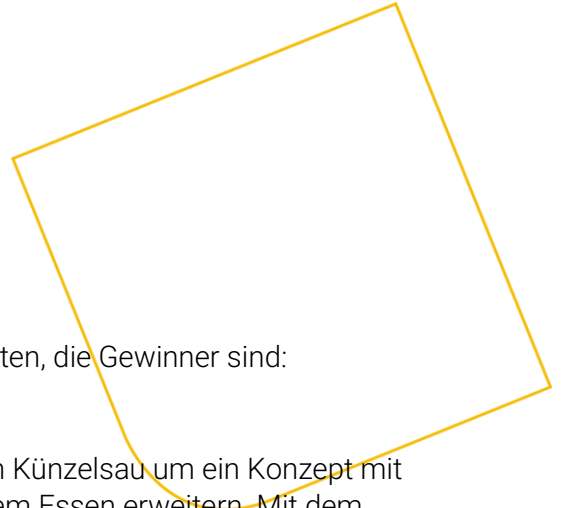 ten, die Gewinner sind:
n Künzelsau um ein Konzept mit
em Essen erweitern. Mit dem